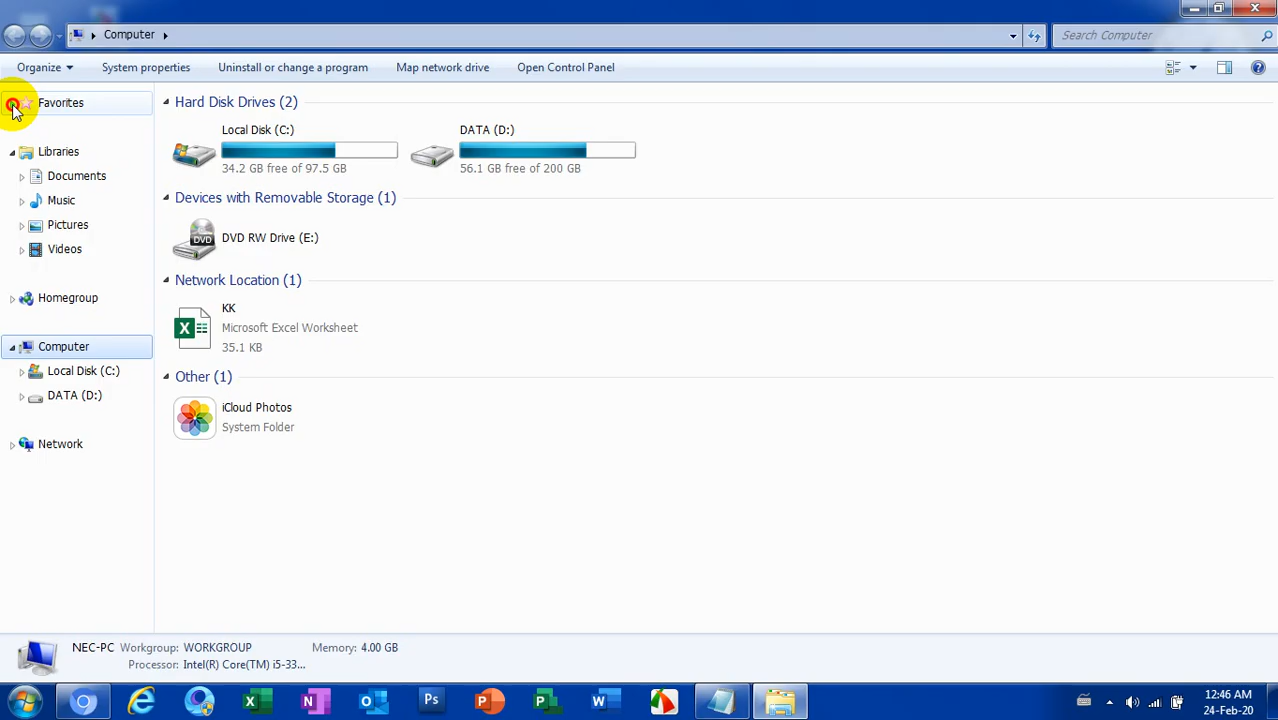 Computer
Search Computer
Organize
System properties
Uninstall or change a program
Map network drive
Open Control Panel
Favorites
Libraries
Documents
Music
Pictures
Videos
Homegroup
Computer
Local Disk (C:)
DATA (D:)
Network
Hard Disk Drives (2)
Local Disk (C:)
34.2 GB free of 97.5 GB
DATA (D:)
56.1 GB free of 200 GB
Devices with Removable Storage (1)
DVD
DVD RW Drive (E:)
Network Location (1)
X
KK
Microsoft Excel Worksheet
35.1 KB
Other (1)
iCloud Photos
System Folder
NEC-PC Workgroup: WORKGROUP Memory: 4.00 GB
Processor: Intel(R) Core(TM) i5-33...
X
N
O
Ps
P
P
W
12:46 AM
24-Feb-20